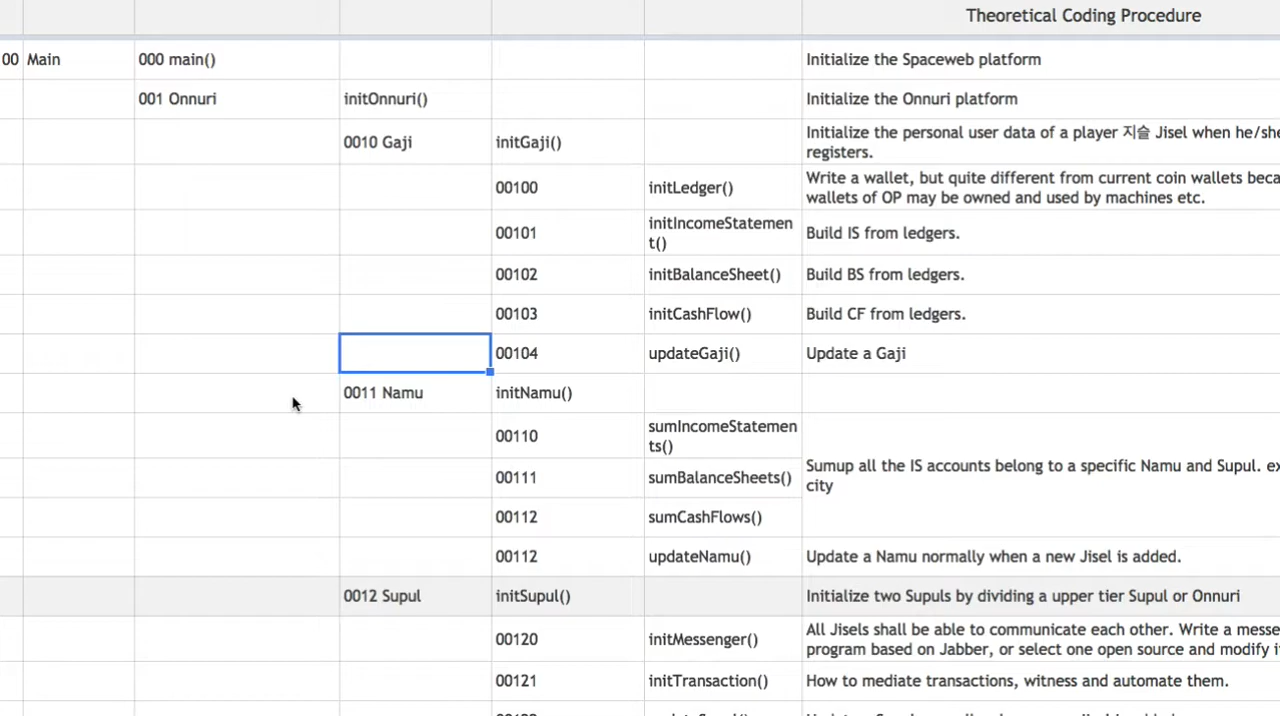 Theoretical Coding Procedure
00 Main 000 main() Initialize the Spaceweb platform
001 Onnuri initOnnuri() Initialize the Onnuri platform
0010 Gaji initGaji() Initialize the personal user data of a player 지슬 Jisel when he/she
registers.
00100 initLedger() Write a wallet, but quite different from current coin wallets beca
wallets of OP may be owned and used by machines etc.
00101 initIncomeStatemen
t() Build IS from ledgers.
00102 initBalanceSheet() Build BS from ledgers.
00103 initCashFlow() Build CF from ledgers.
00104 updateGaji() Update a Gaji
0011 Namu initNamu()
00110 sumIncomeStatemen
ts()
Sumup all the IS accounts belong to a specific Namu and Supul. ex
city
00111 sumBalanceSheets()
00112 sumCashFlows()
00112 updateNamu() Update a Namu normally when a new Jisel is added.
0012 Supul initSupul() Initialize two Supuls by dividing a upper tier Supul or Onnuri
00120 initMessenger() All Jisels shall be able to communicate each other. Write a messe
program based on Jabber, or select one open source and modify i
00121 initTransaction() How to mediate transactions, witness and automate them.